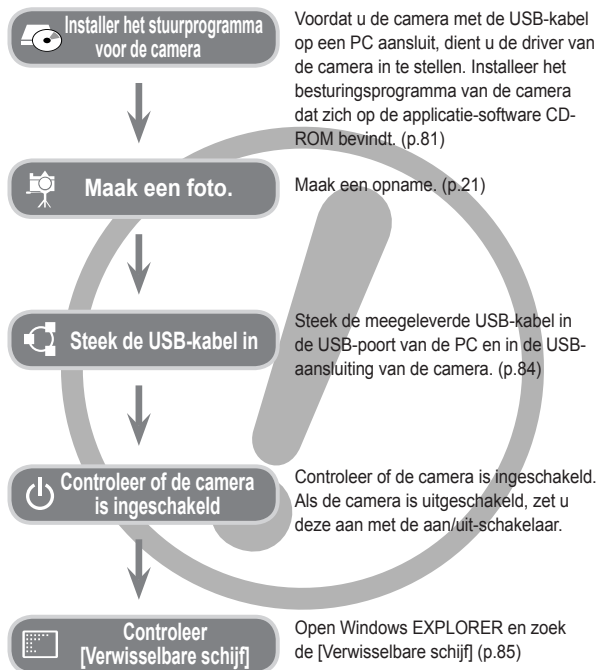 Installer het stuurprogramma
voor de camera
Voordat u de camera met de USB-kabel
op een PC aansluit, dient u de driver van
de camera in te stellen. Installeer het
besturingsprogramma van de camera
dat zich op de applicatie-software CD-
ROM bevindt. (p.81)
Maak een foto.
Maak een opname. (p.21)
Steek de USB-kabel in
Steek de meegeleverde USB-kabel in
de USB-poort van de PC en in de USB-
aansluiting van de camera. (p.84)
Controleer of de camera
is ingeschakeld
Controleer of de camera is ingeschakeld.
Als de camera is uitgeschakeld, zet u
deze aan met de aan/uit-schakelaar.
Controleer
[Verwisselbare schijf]
Open Windows EXPLORER en zoek
de [Verwisselbare schijf] (p.85)